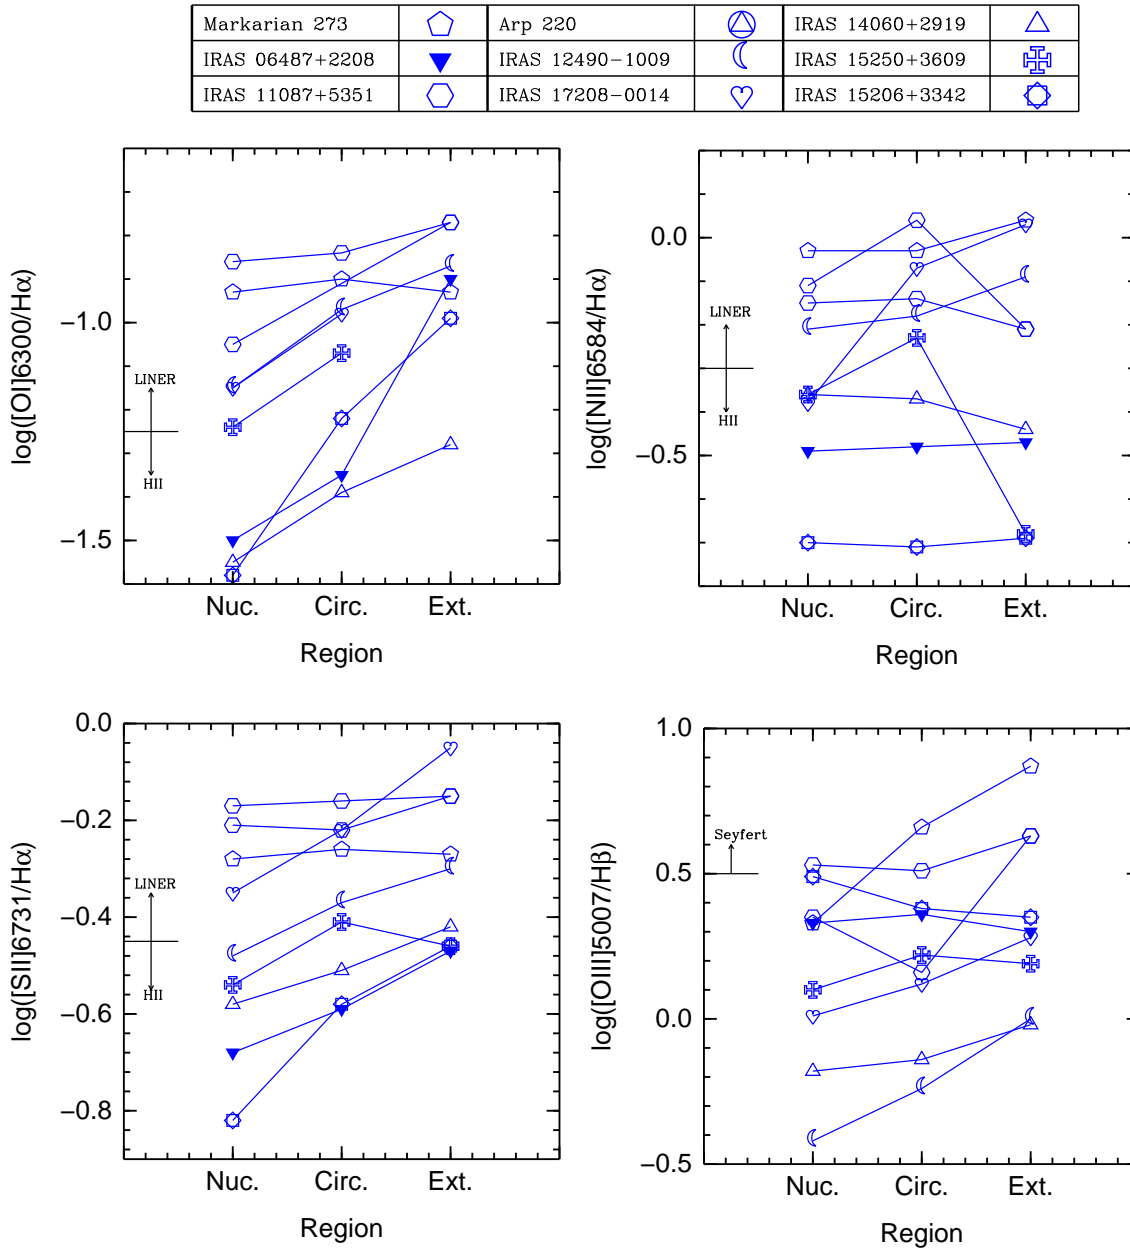 Markarian 273 Arp 220 IRAS 14060+2919
IRAS 06487+2208 IRAS 12490−1009 IRAS 15250+3609
IRAS 11087+5351 IRAS 17208−0014 IRAS 15206+3342
log([OI]6300/Hα)
−1.0
−1.5
LINER
HII
Nuc. Circ. Ext.
Region
log([NII]6584/Hα)
0.0
−0.5
LINER
HII
Nuc. Circ. Ext.
Region
log([SII]6731/Hα)
0.0
−0.2
−0.4
−0.6
−0.8
LINER
HII
Nuc. Circ. Ext.
Region
log([OIII]5007/Hβ)
1.0
0.5
0.0
−0.5
Seyfert
Nuc. Circ. Ext.
Region